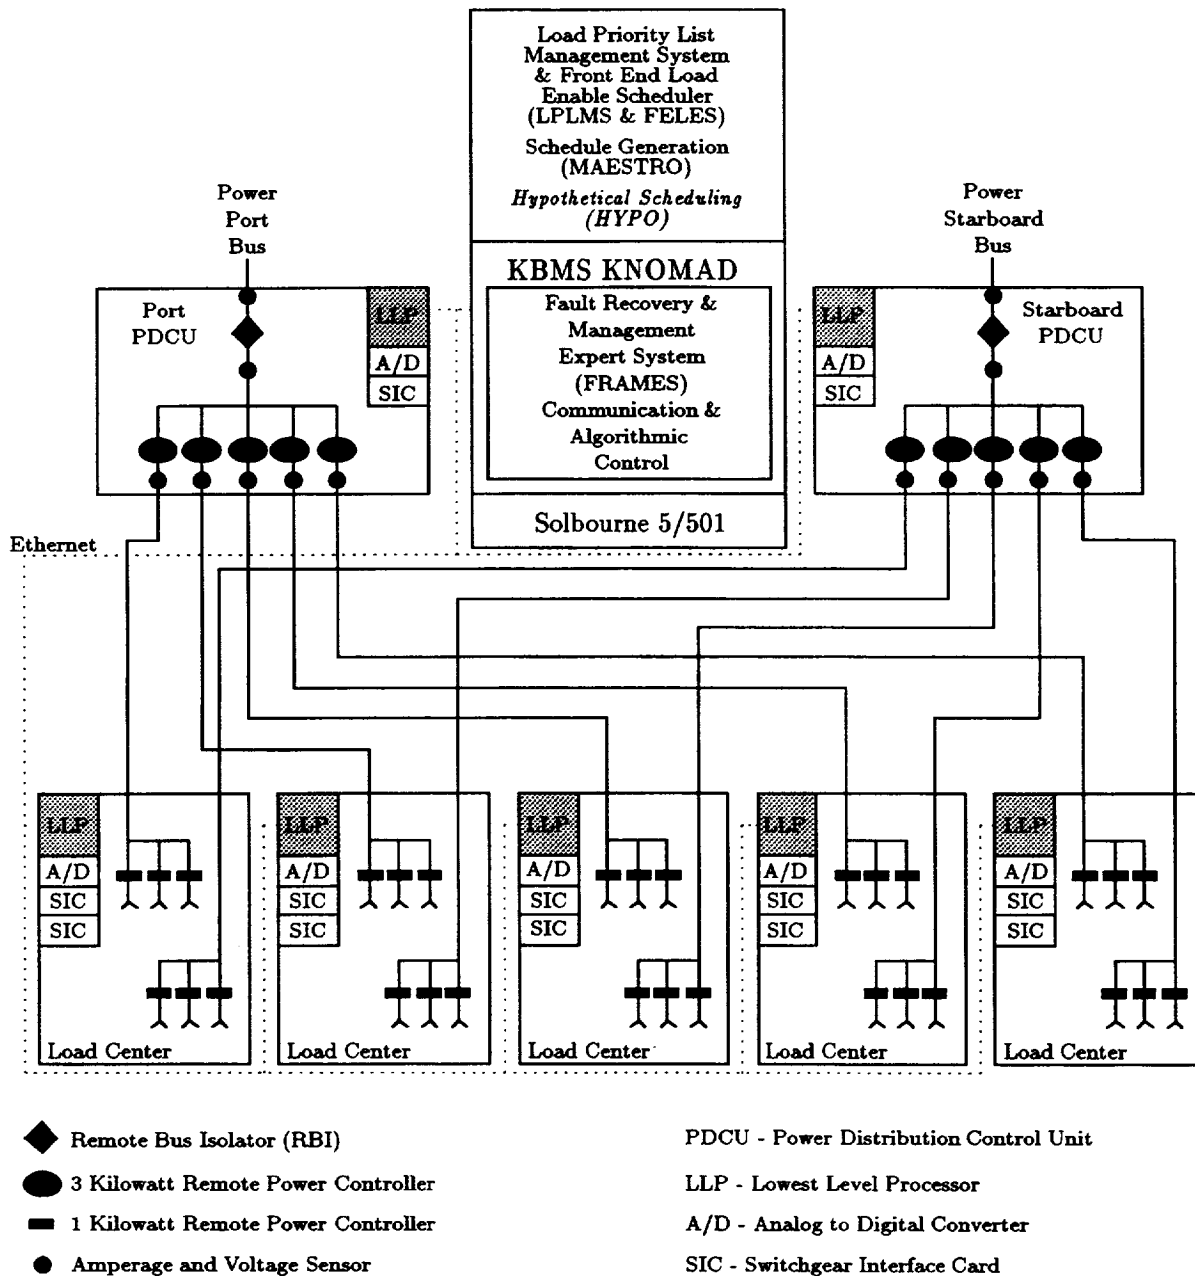 Load Priority List
Management System
& Front End Load
Enable Scheduler
(LPLMS & FELES)
Schedule Generation
(MAESTRO)
Hypothetical Scheduling
(HYPO)
KBMS KNOMAD
Fault Recovery &
Management
Expert System
(FRAMES)
Communication &
Algorithmic
Control
Solbourne 5/501
Power
Port
Bus
Port
PDCU
LLP
A/D
SIC
Power
Starboard
Bus
LLP
A/D
SIC
Starboard
PDCU
Ethernet
LLP
A/D
SIC
SIC
Load Center
LLP
A/D
SIC
SIC
Load Center
LLP
A/D
SIC
SIC
Load Center
LLP
A/D
SIC
SIC
Load Center
LLP
A/D
SIC
SIC
Load Center
Remote Bus Isolator (RBI)
3 Kilowatt Remote Power Controller
1 Kilowatt Remote Power Controller
Amperage and Voltage Sensor
PDCU - Power Distribution Control Unit
LLP - Lowest Level Processor
A/D - Analog to Digital Converter
SIC - Switchgear Interface Card